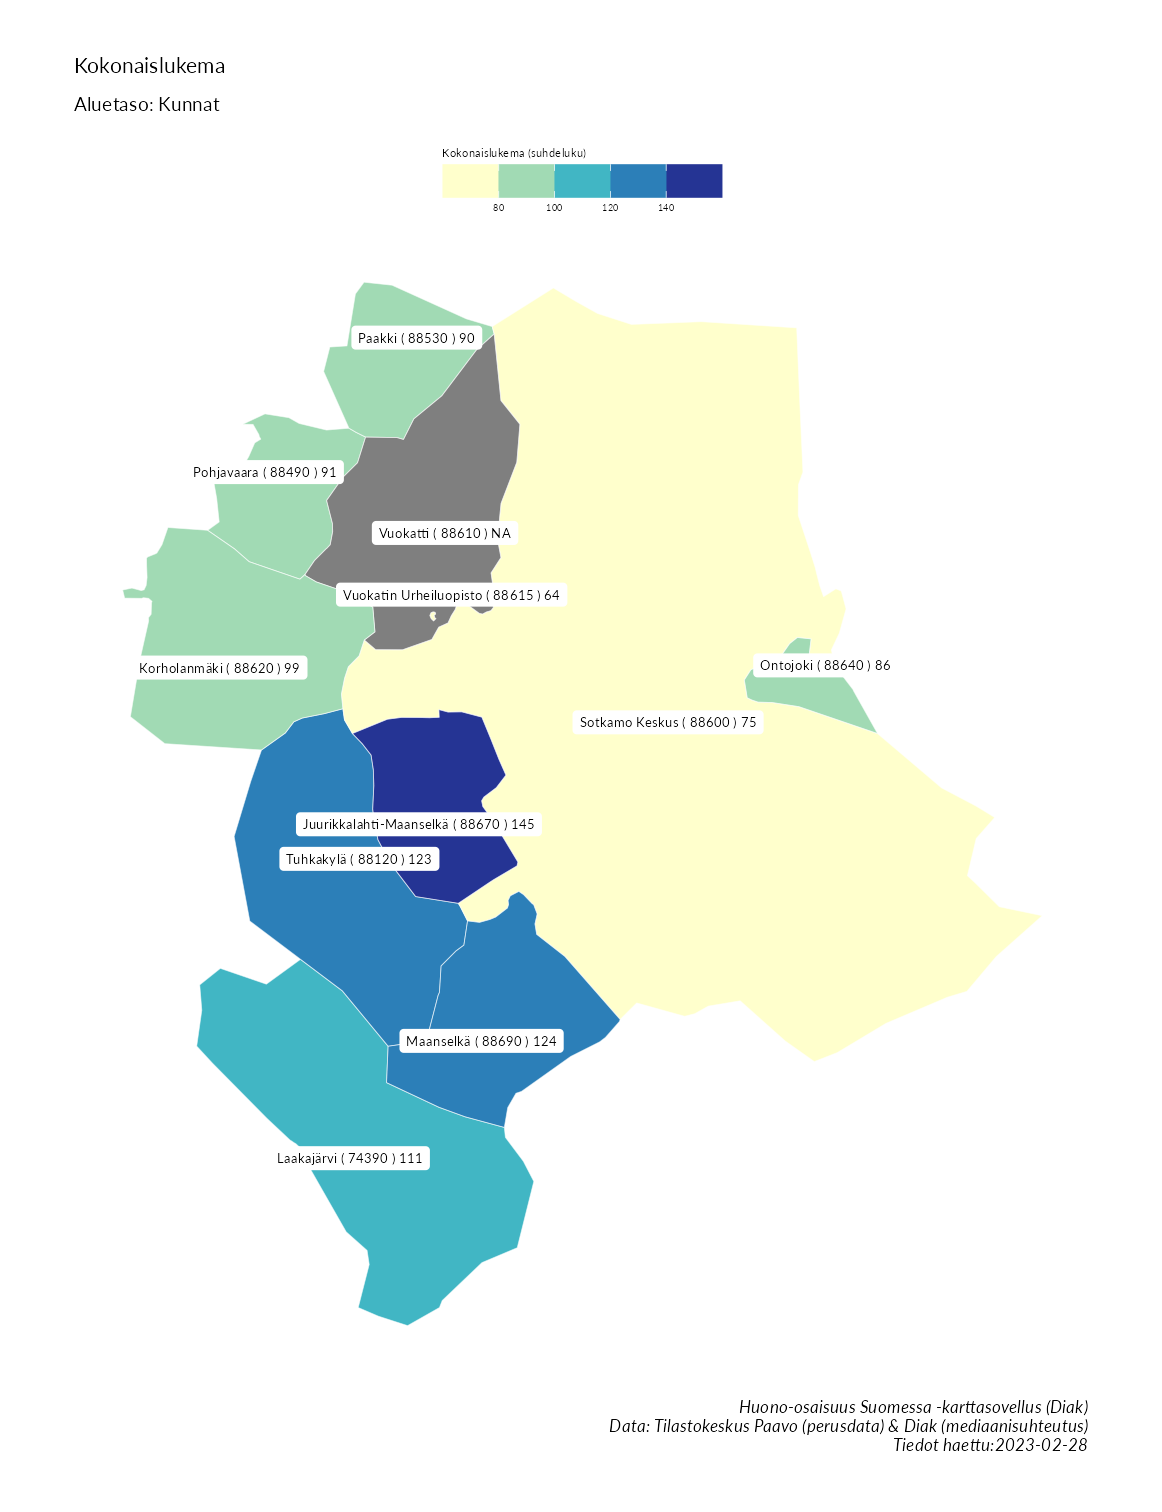 Kokonaislukema
Aluetaso: Kunnat
Kokonaislukema (suhdeluku)
80 100 120 140
Paakki ( 88530 ) 90
Pohjavaara ( 88490 ) 91
Vuokatti ( 88610 ) NA
Vuokatin Urheiluopisto ( 88615 ) 64
Ontojoki ( 88640 ) 86
Korholanmäki ( 88620 ) 99
Sotkamo Keskus ( 88600 ) 75
Juurikkalahti-Maanselkä ( 88670 ) 145
Tuhkakylä ( 88120 ) 123
Maanselkä ( 88690 ) 124
Laakajärvi ( 74390 ) 111
Huono-osaisuus Suomessa -karttasovellus (Diak)
Data: Tilastokeskus Paavo (perusdata) & Diak (mediaanisuhteutus)
Tiedot haettu:2023-02-28